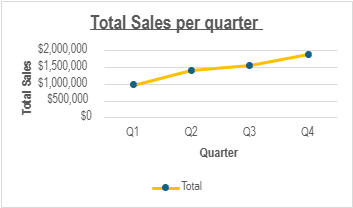 Total Sales per quarter
$2,000,000
$1,500,000
$1,000,000
$500,000
$0
Total Sales
Q1 Q2 Q3 Q4
Quarter
Total